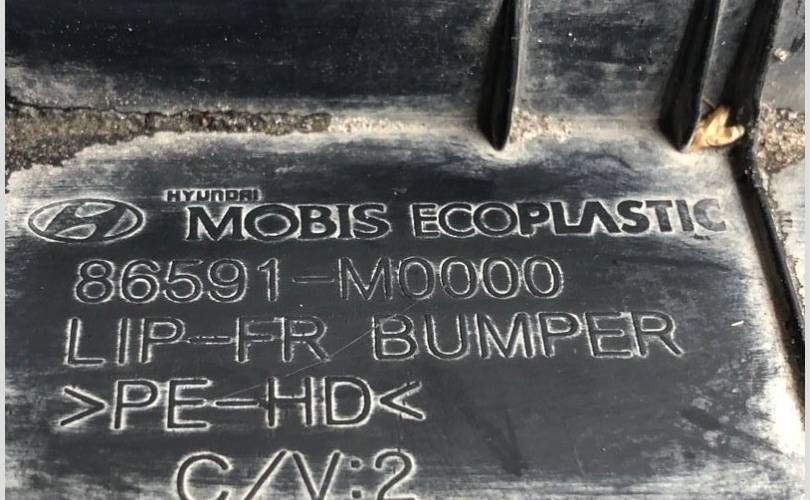 HYUNDAI
MOBIS ECOPLASTIC
86591-M0000
LIP-FR BUMPER
>PE-HD<
C/V:2